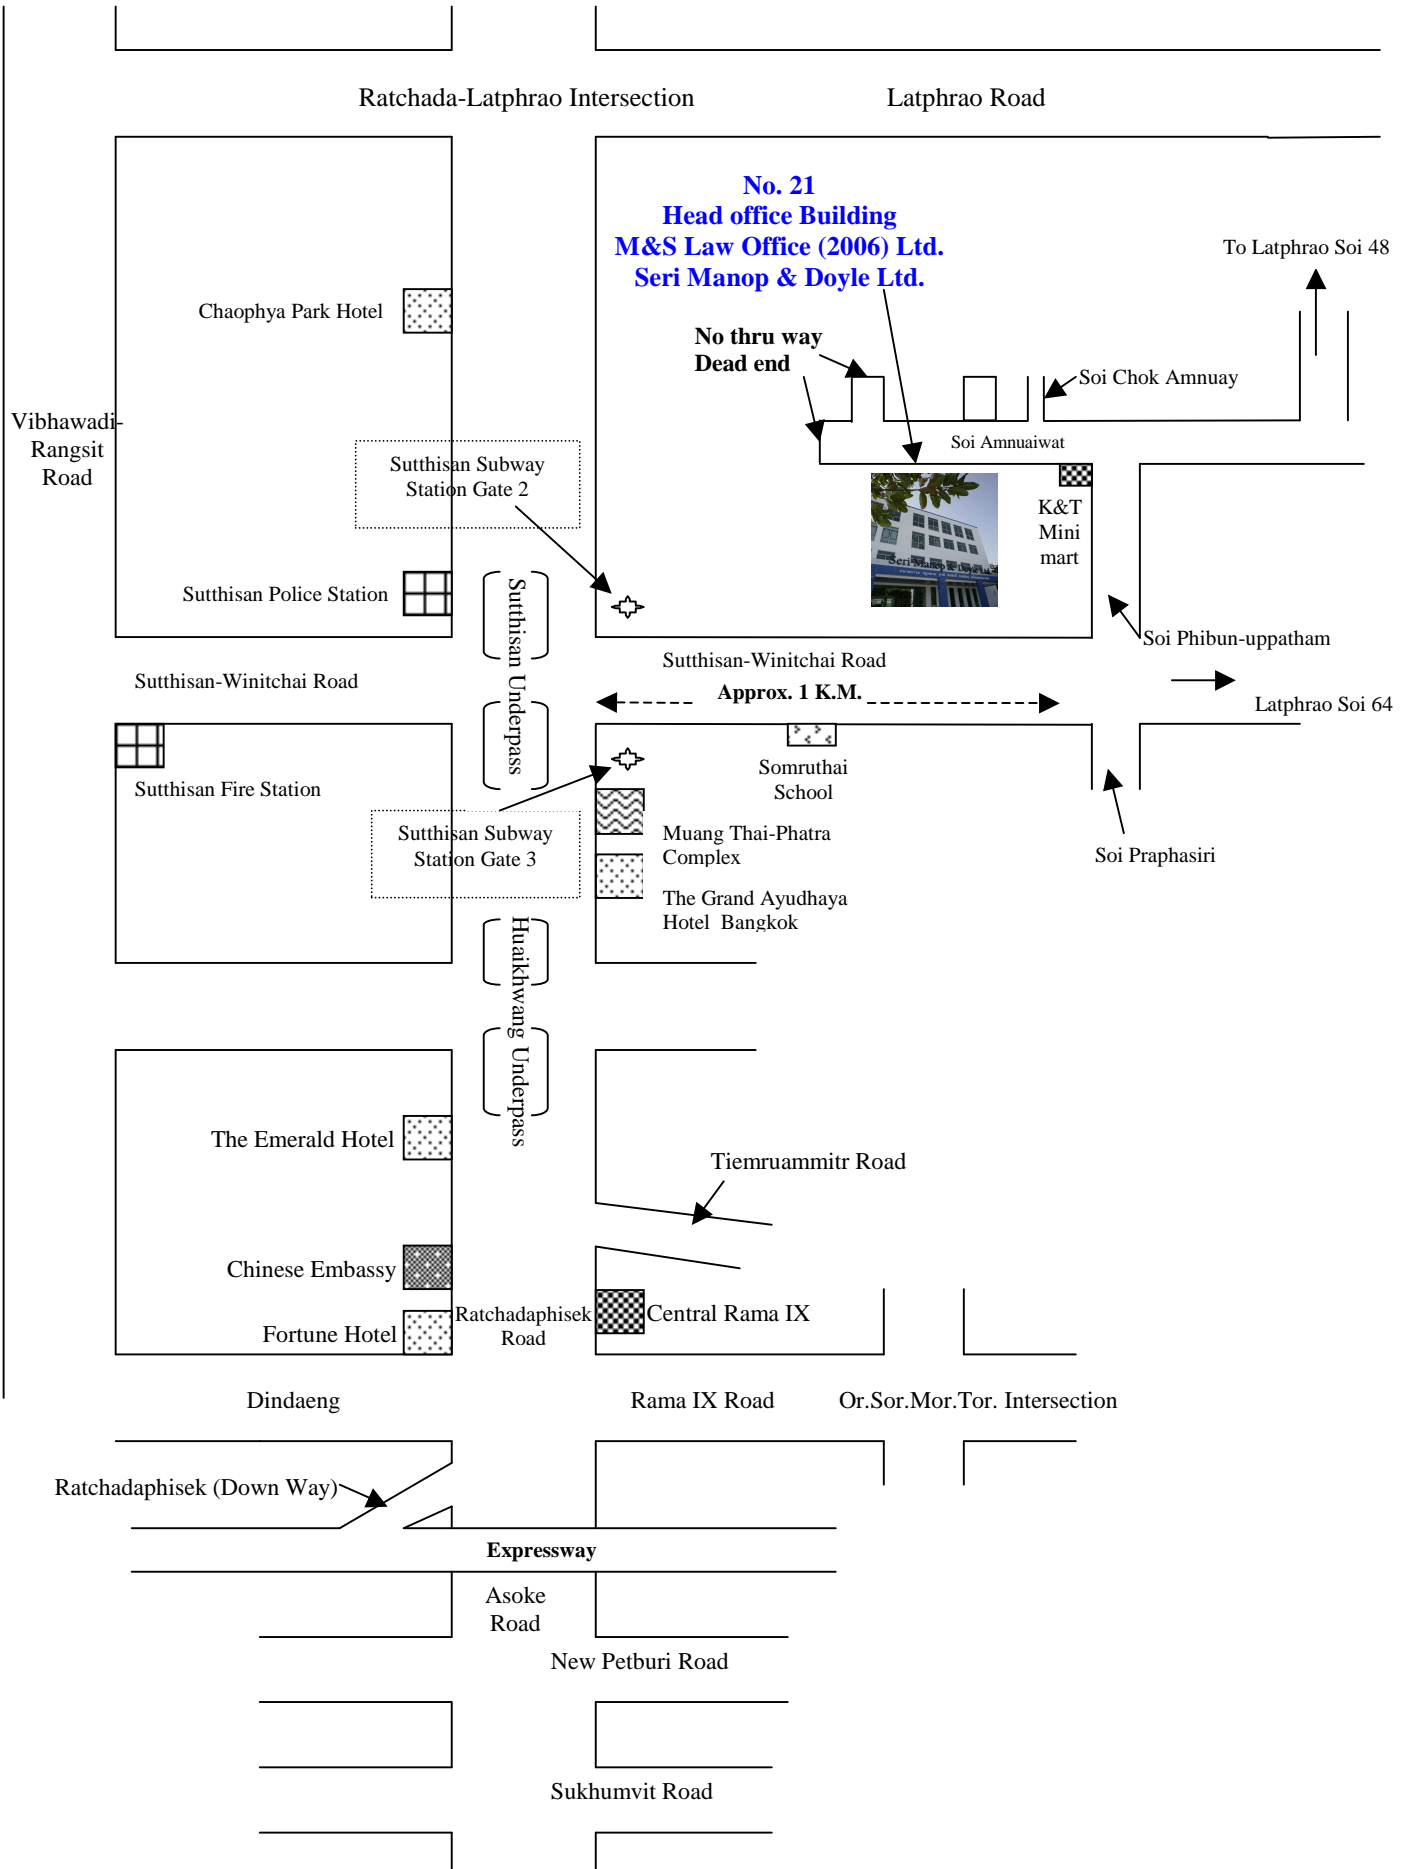 Ratchada-Latphrao Intersection
Latphrao Road
No. 21
Head office Building
M&S Law Office (2006) Ltd.
Seri Manop & Doyle Ltd.
To Latphrao Soi 48
Chaophya Park Hotel
No thru way
Dead end
Soi Chok Amnuay
Vibhawadi-
Rangsit
Road
Soi Amnuaiwat
Sutthisan Subway
Station Gate 2
K&T
Mini
mart
Seri Manop & Doyle Ltd.
Sutthisan Police Station
Sutthisan Underpass
Soi Phibun-uppatham
Sutthisan-Winitchai Road
Sutthisan-Winitchai Road
Approx. 1 K.M.
Latphrao Soi 64
Sutthisan Fire Station
Somruthai
School
Sutthisan Subway
Station Gate 3
Muang Thai-Phatra
Complex
Soi Praphasiri
The Grand Ayudhaya
Hotel Bangkok
Huaikhwang Underpass
The Emerald Hotel
Tiemruammitr Road
Chinese Embassy
Ratchadaphisek
Road
Central Rama IX
Fortune Hotel
Dindaeng
Rama IX Road
Or.Sor.Mor.Tor. Intersection
Ratchadaphisek (Down Way)
Expressway
Asoke
Road
New Petburi Road
Sukhumvit Road